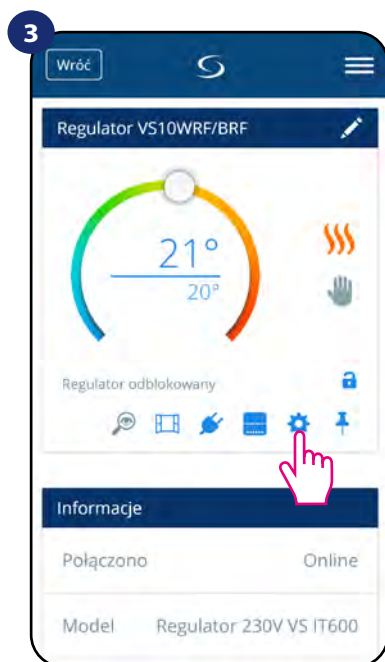 3
Wróć
Regulator VS10WRF/BRF
21°
20°
Regulator odblokowany
Informacje
Połączono Online
Model Regulator 230V VS IT600